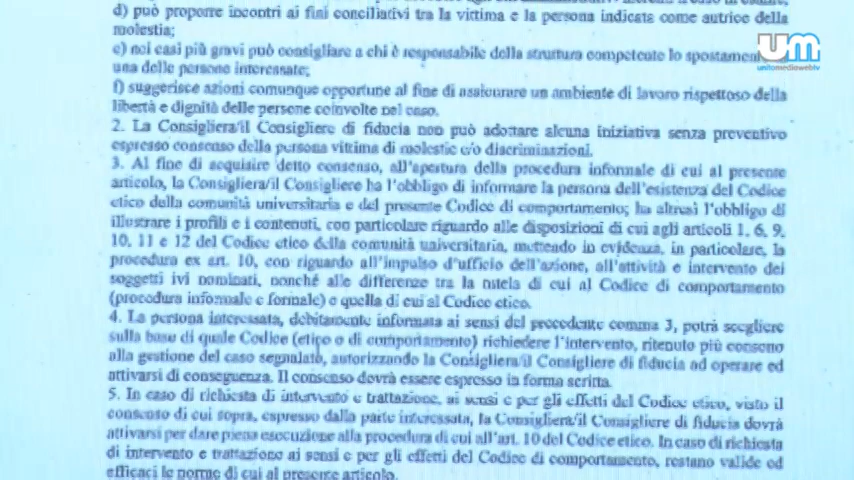 d) può proporre incontri ai fini conciliativi tra la vittima e la persona indicata come autrice della
molestia;
e) nei casi più gravi può consigliare a chi è responsabile della struttura competente lo spostamen
una delle persone interessate;
f) suggerisce azioni comunque opportune al fine di assicurare un ambiente di lavoro rispettoso della
libertà e dignità delle persone coinvolte nel caso.
2. La Consigliera/il Consigliere di fiducia non può adottare alcuna iniziativa senza preventivo
espresso consenso della persona vittima di molestie e/o discriminazioni.
3. Al fine di acquisire detto consenso, all'apertura della procedura informale di cui al presente
articolo, la Consigliera/il Consigliere ha l'obbligo di informare la persona dell'esistenza del Codice
etico della comunità universitaria e del presente Codice di comportamento; ha altresì l'obbligo di
illustrare i profili e i contenuti, con particolare riguardo alle disposizioni di cui agli articoli 1, 6, 9,
10, 11 e 12 del Codice etico della comunità universitaria, mettendo in evidenza, in particolare, la
procedura ex art. 10, con riguardo all'impulso d'ufficio dell'azione, all'attività e intervento dei
soggetti ivi nominati, nonché alle differenze tra la tutela di cui al Codice di comportamento
(procedura informale e formale) e quella di cui al Codice etico.
4. La persona interessata, debitamente informata ai sensi del precedente comma 3, potrà scegliere
sulla base di quale Codice (etico o di comportamento) richiedere l'intervento, ritenuto più consono
alla gestione del caso segnalato, autorizzando la Consigliera/il Consigliere di fiducia ad operare ed
attivarsi di conseguenza. Il consenso dovrà essere espresso in forma scritta.
5. In caso di richiesta di intervento e trattazione, ai sensi e per gli effetti del Codice etico, visto il
consenso di cui sopra, espresso dalla parte interessata, la Consigliera/il Consigliere di fiducia dovrà
attivarsi per dare piena esecuzione alla procedura di cui all'art. 10 del Codice etico. In caso di richiesta
di intervento e trattazione ai sensi e per gli effetti del Codice di comportamento, restano valide ed
efficaci le norme di cui al presente articolo.
um
unitomediawebtv